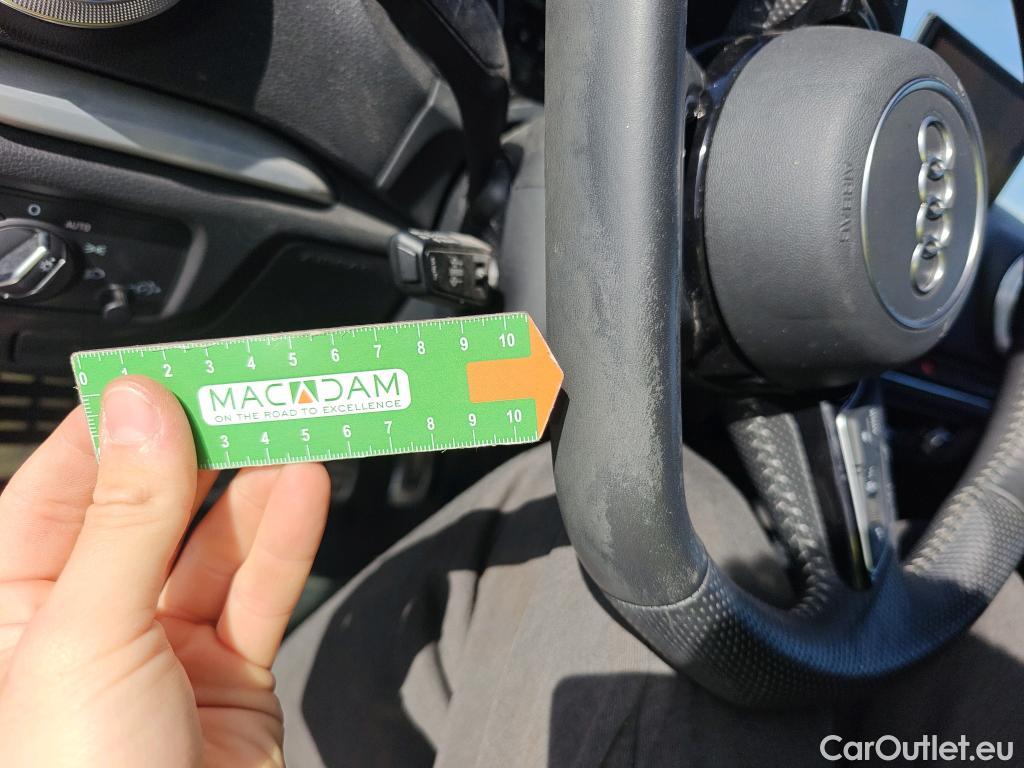 O
AUTO
0 1 2 3 4 5 6 7 8 9 10
MACADAM
ON THE ROAD TO EXCELLENCE
3 4 5 6 7 8 9 10
AIRBAG
CarOutlet.eu